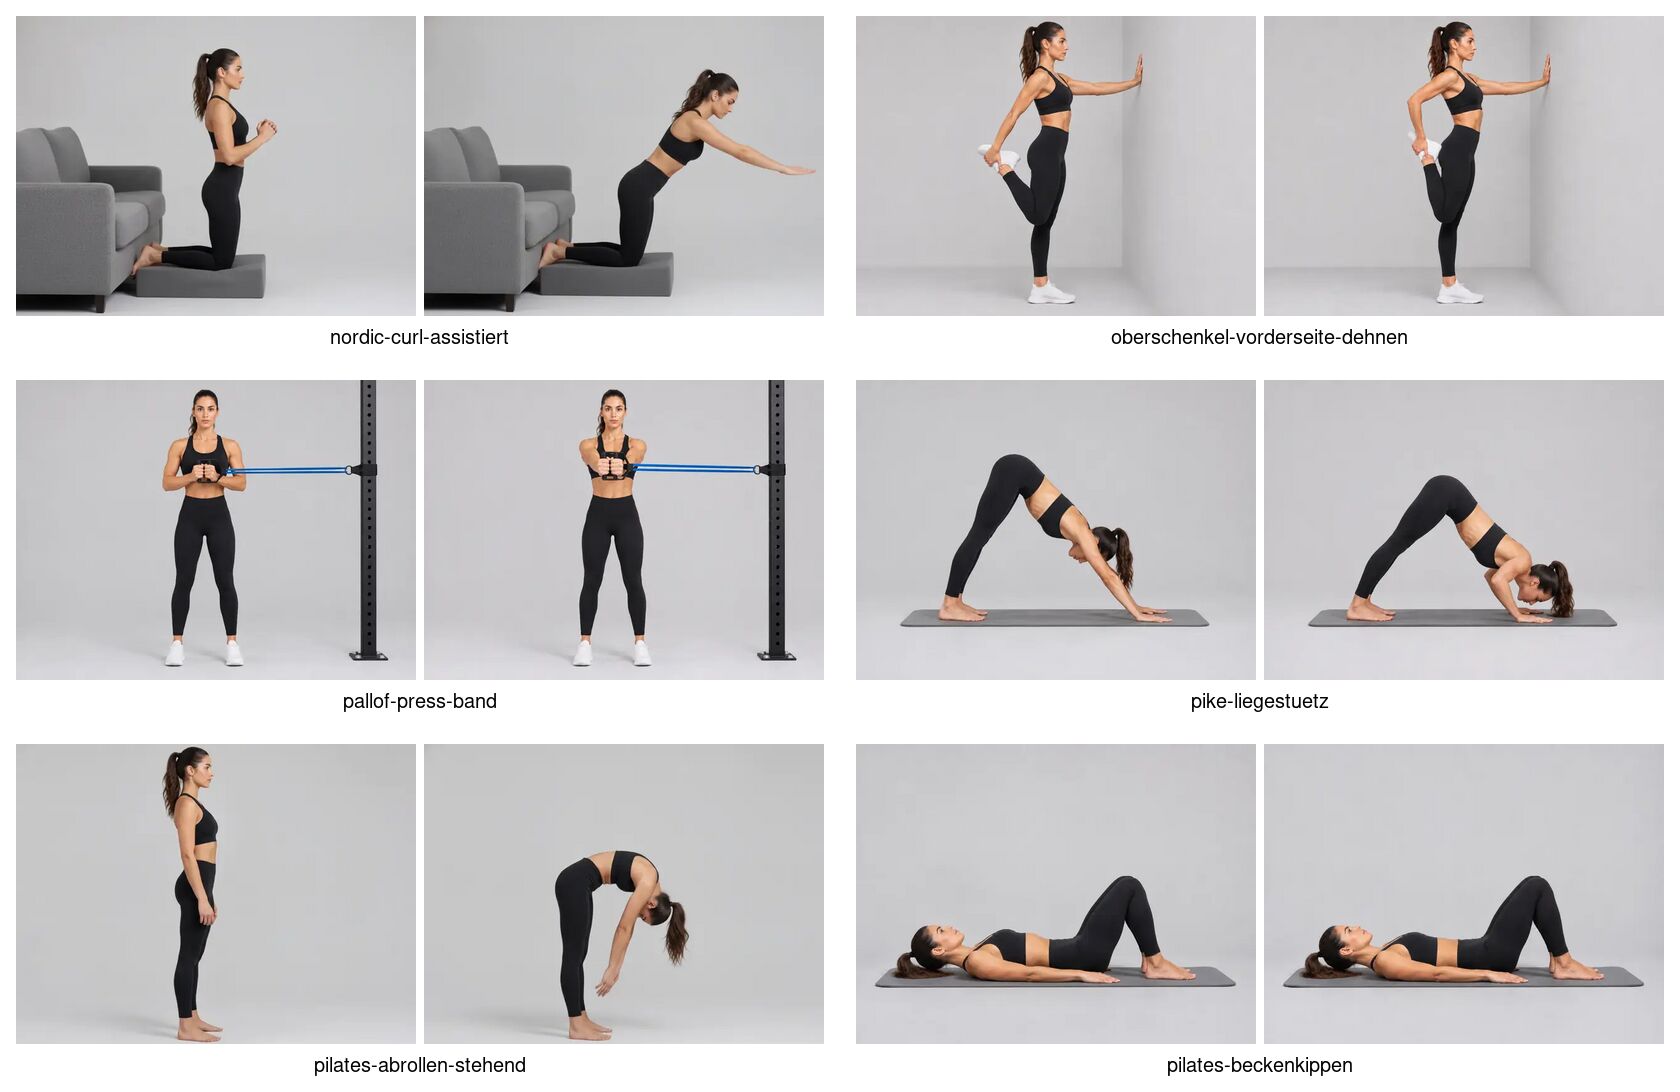 nordic-curl-assistiert
oberschenkel-vorderseite-dehnen
pallof-press-band
pike-liegestuetz
pilates-abrollen-stehend
pilates-beckenkippen